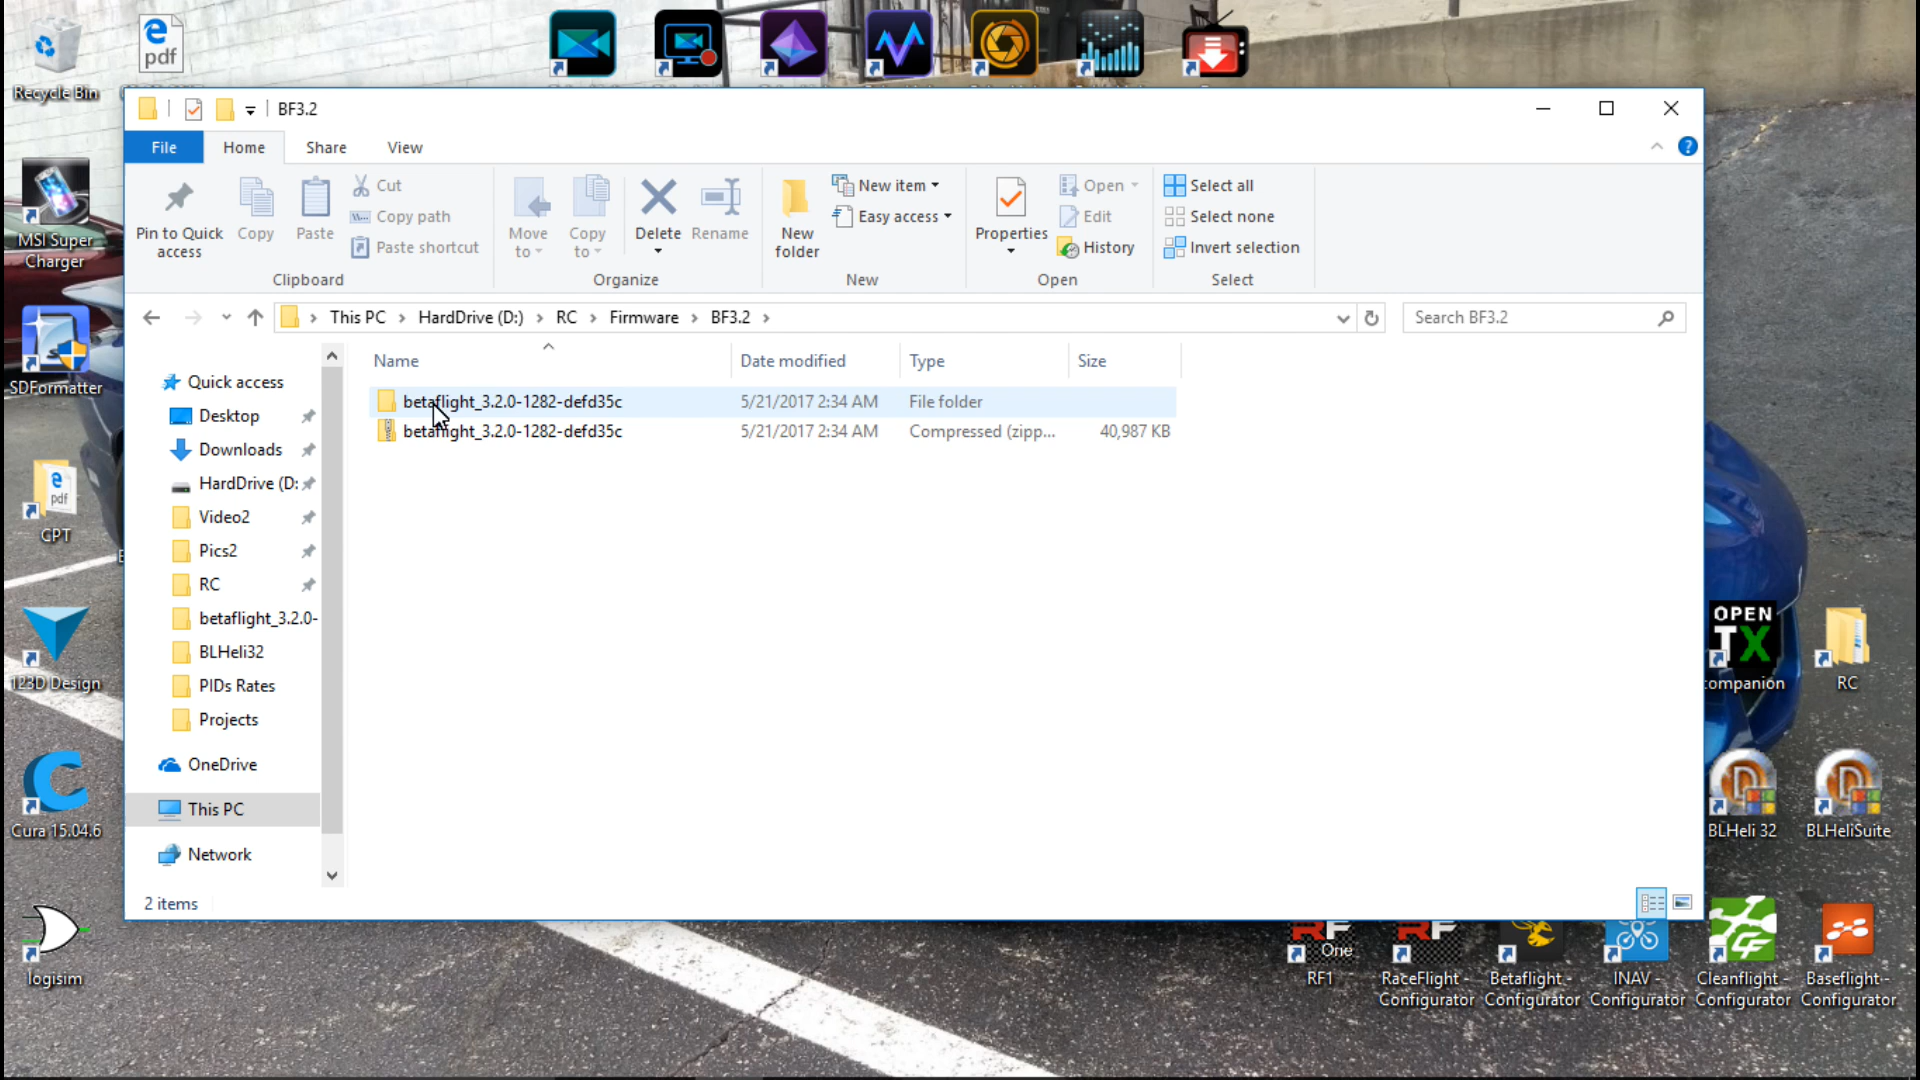 pdf
Recycle Bin
BF3.2
File
Home
Share
View
Pin to Quick
access
Copy
Paste
Cut
Copy path
Paste shortcut
Clipboard
Move
to
Copy
to
Delete
Rename
Organize
New
folder
New item
Easy access
New
Properties
Open
Edit
History
Open
Select all
Select none
Invert selection
Select
This PC > HardDrive (D:) > RC > Firmware > BF3.2 >
Search BF3.2
Name
Date modified
Type
Size
betaflight_3.2.0-1282-defd35c 5/21/2017 2:34 AM File folder
betaflight_3.2.0-1282-defd35c 5/21/2017 2:34 AM Compressed (zipp... 40,987 KB
Quick access
Desktop
Downloads
HardDrive (D:
Video2
Pics2
RC
betaflight_3.2.0-
BLHeli32
PIDs Rates
Projects
OneDrive
This PC
Network
2 items
MSI Super
Charger
SDFormatter
pdf
CPT
123D Design
Cura 15.04.6
logisim
OPEN
TX
companion
RC
BLHeli 32
BLHeliSuite
RF
One
RF1
RF
RaceFlight -
Configurator
Betaflight -
Configurator
INAV -
Configurator
CF
Cleanflight -
Configurator
Baseflight--
Configurator